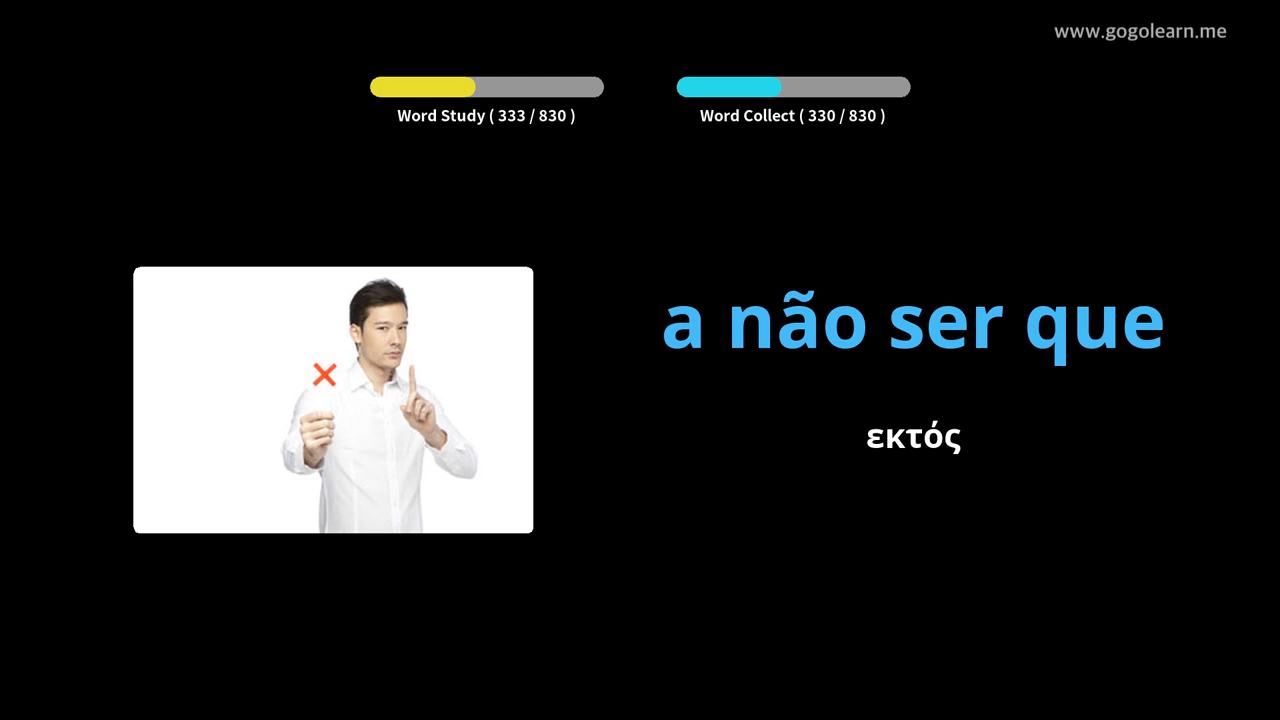 www.gogolearn.me
Word Study ( 333 / 830 )
Word Collect ( 330 / 830 )
a não ser que
εκτός